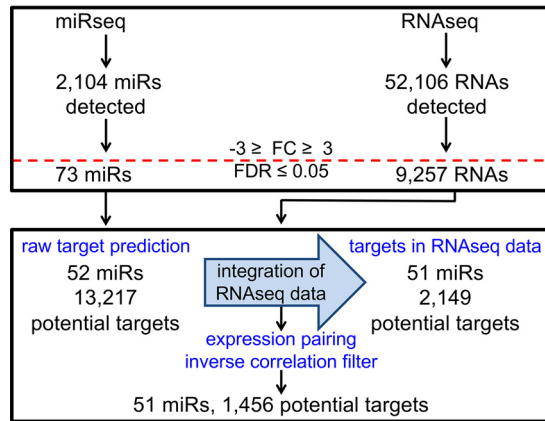 miRseq
RNAseq
2,104 miRs
detected
52,106 RNAs
detected
-3 ≥ FC ≥ 3
FDR ≤ 0.05
73 miRs
9,257 RNAs
raw target prediction
52 miRs
13,217
potential targets
integration of
RNAseq data
targets in RNAseq data
51 miRs
2,149
potential targets
expression pairing
inverse correlation filter
51 miRs, 1,456 potential targets